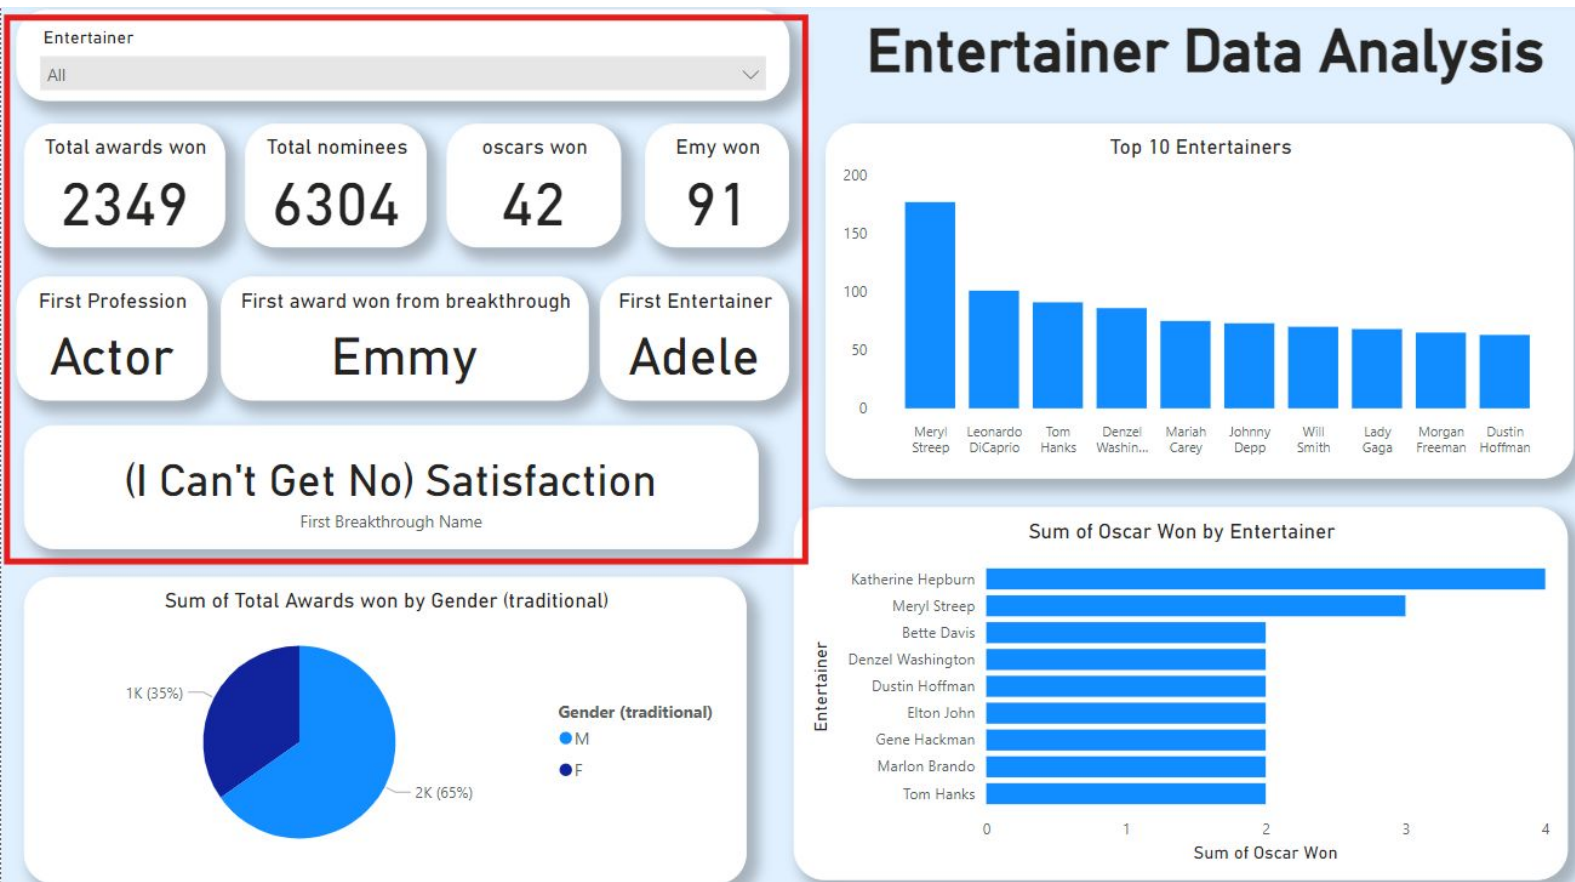 Entertainer
All
Entertainer Data Analysis
Total awards won
2349
Total nominees
6304
oscars won
42
Emy won
91
First Profession
Actor
First award won from breakthrough
Emmy
First Entertainer
Adele
(I Can't Get No) Satisfaction
First Breakthrough Name
Top 10 Entertainers
200
150
100
50
0
Meryl
Streep
Leonardo
DiCaprio
Tom
Hanks
Denzel
Washin...
Mariah
Carey
Johnny
Depp
Will
Smith
Lady
Gaga
Morgan
Freeman
Dustin
Hoffman
Sum of Total Awards won by Gender (traditional)
1K (35%)
2K (65%)
Gender (traditional)
M
F
Sum of Oscar Won by Entertainer
Entertainer
Katherine Hepburn
Meryl Streep
Bette Davis
Denzel Washington
Dustin Hoffman
Elton John
Gene Hackman
Marlon Brando
Tom Hanks
0 1 2 3 4
Sum of Oscar Won